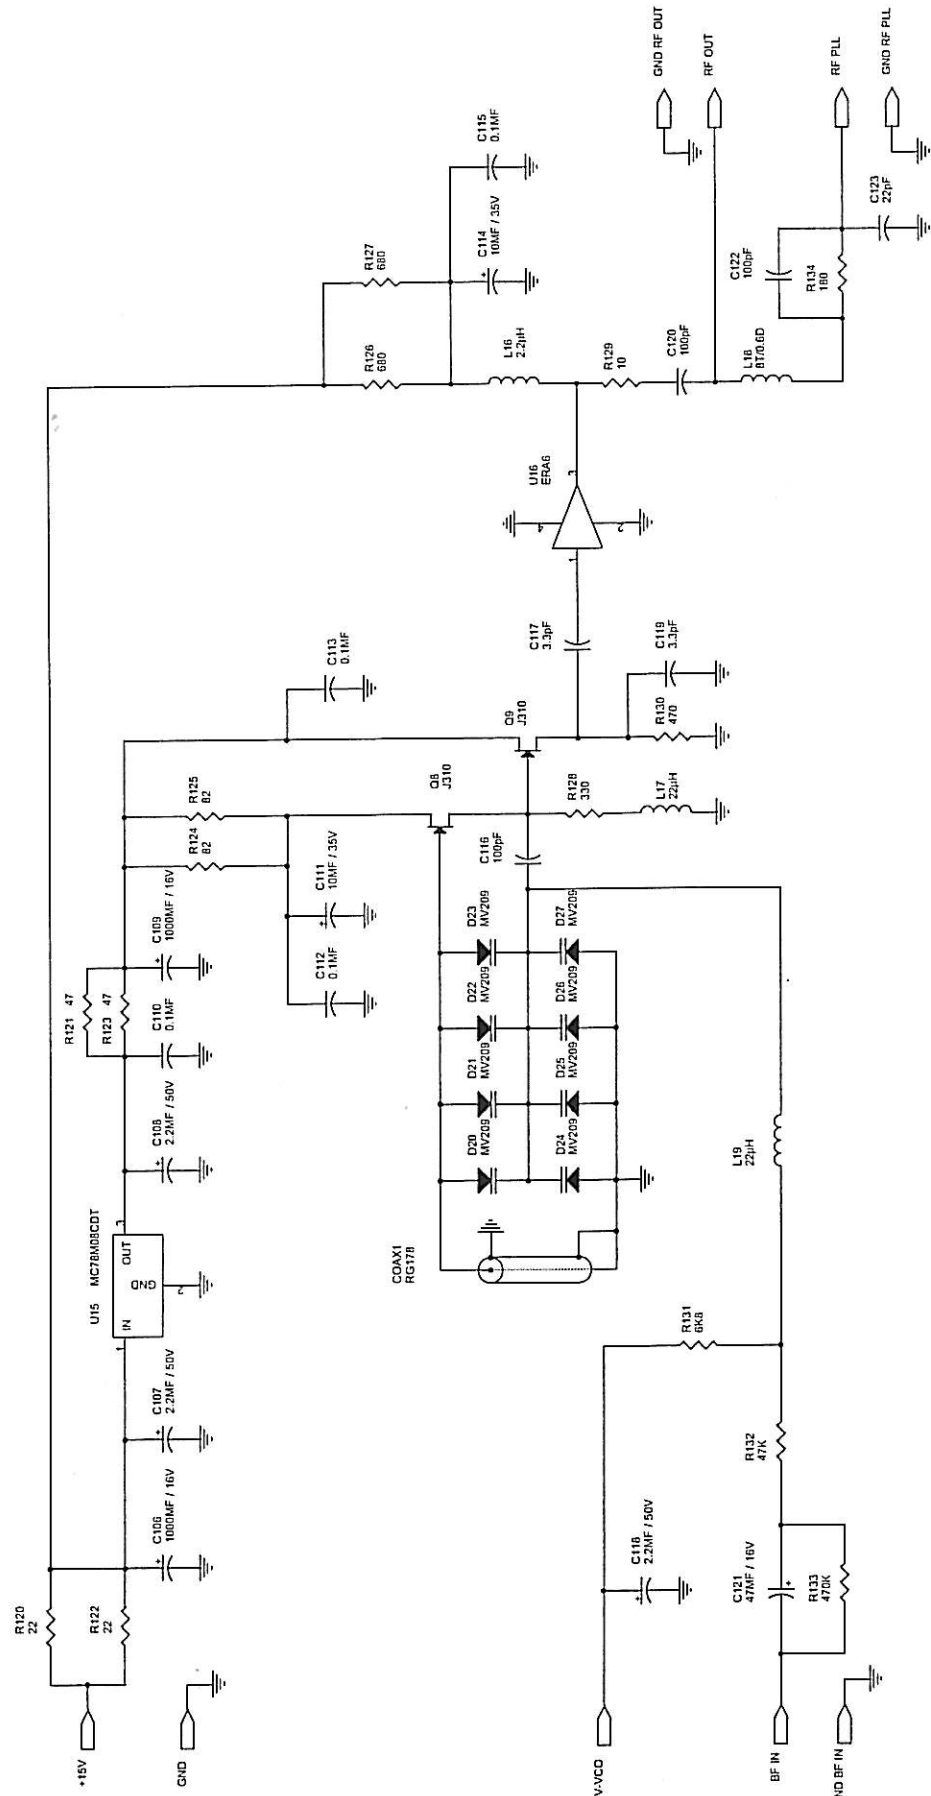 +15V
GND
R120
22
R122
22
C106
1000MF / 16V
C107
2.2MF / 50V
U15 MC78M08CDT
IN
OUT
GND
1
2
3
C108
2.2MF / 50V
C110
0.1MF
R121 47
R123 47
C109
1000MF / 16V
R124
82
R125
82
C112
0.1MF
C111
10MF / 35V
C113
0.1MF
R126
680
R127
680
C114
10MF / 35V
C115
0.1MF
L16
2.2µH
COAX1
RG178
D20
MV209
D21
MV209
D22
MV209
D23
MV209
D24
MV209
D25
MV209
D26
MV209
D27
MV209
C116
100pF
Q8
J310
Q9
J310
R128
330
L17
22µH
C117
3.3pF
R130
470
C119
3.3pF
U16
ERA6
1
2
3
4
R129
10
C120
100pF
L18
8T/0.6D
C122
100pF
R134
180
C123
22pF
GND RF OUT
RF OUT
RF PLL
GND RF PLL
V-VCO
C118
2.2MF / 50V
R131
6K8
L19
22µH
R132
47K
C121
47MF / 16V
R133
470K
BF IN
ND BF IN